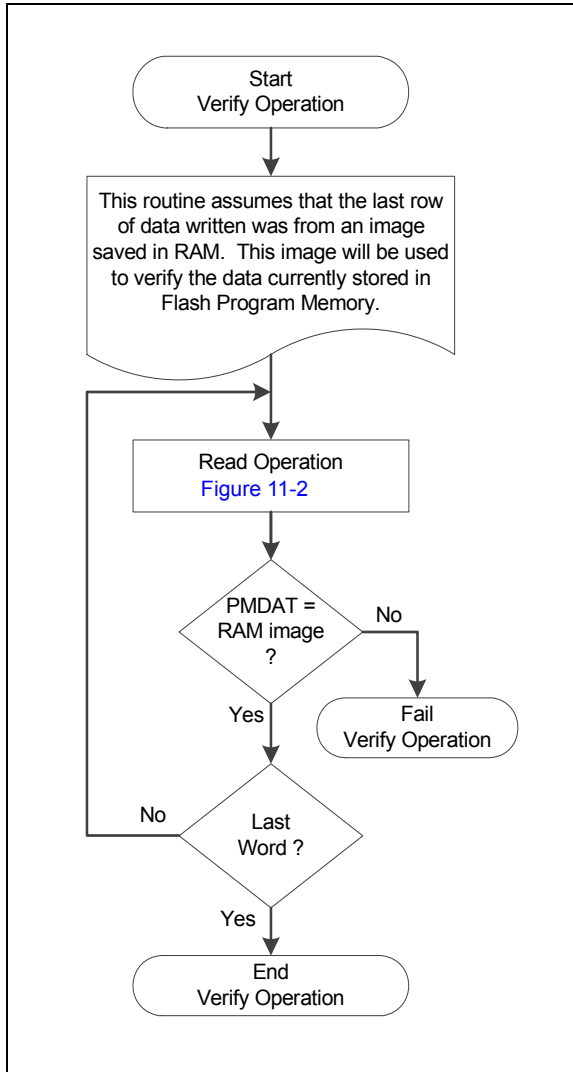 Start
Verify Operation
This routine assumes that the last row
of data written was from an image
saved in RAM. This image will be used
to verify the data currently stored in
Flash Program Memory.
Read Operation
Figure 11-2
PMDAT =
RAM image
?
No
Yes
Fail
Verify Operation
No
Last
Word ?
Yes
End
Verify Operation